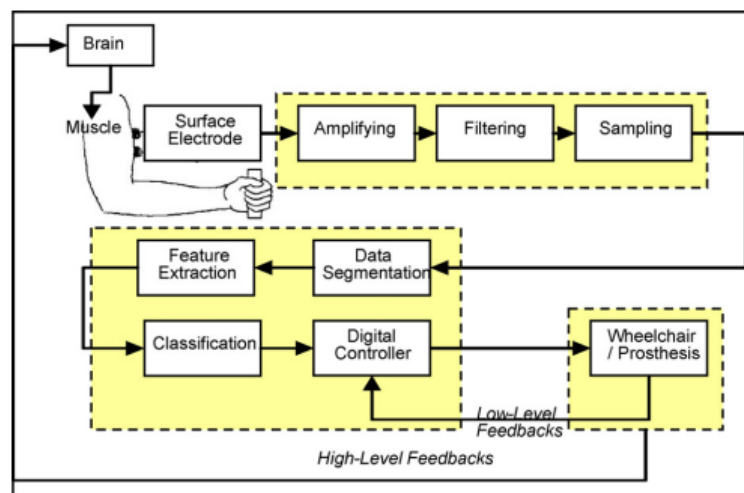 Brain
Muscle
Surface
Electrode
Amplifying
Filtering
Sampling
Feature
Extraction
Data
Segmentation
Classification
Digital
Controller
Wheelchair
/ Prosthesis
Low-Level
Feedbacks
High-Level Feedbacks